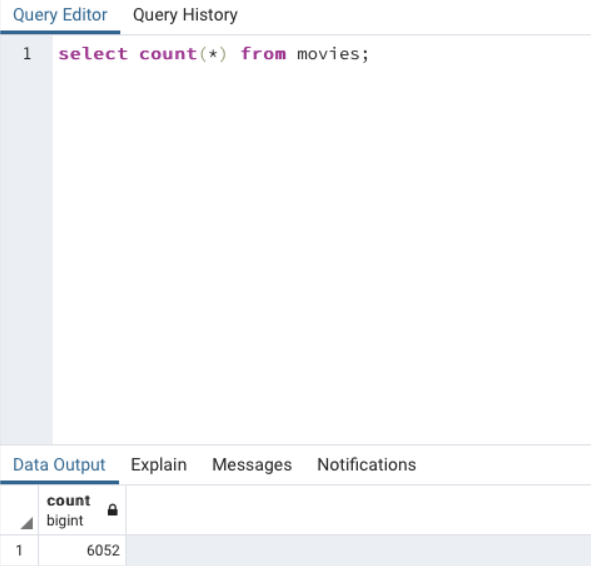 Query Editor Query History
1 select count(*) from movies;
Data Output Explain Messages Notifications
count
bigint
1 6052